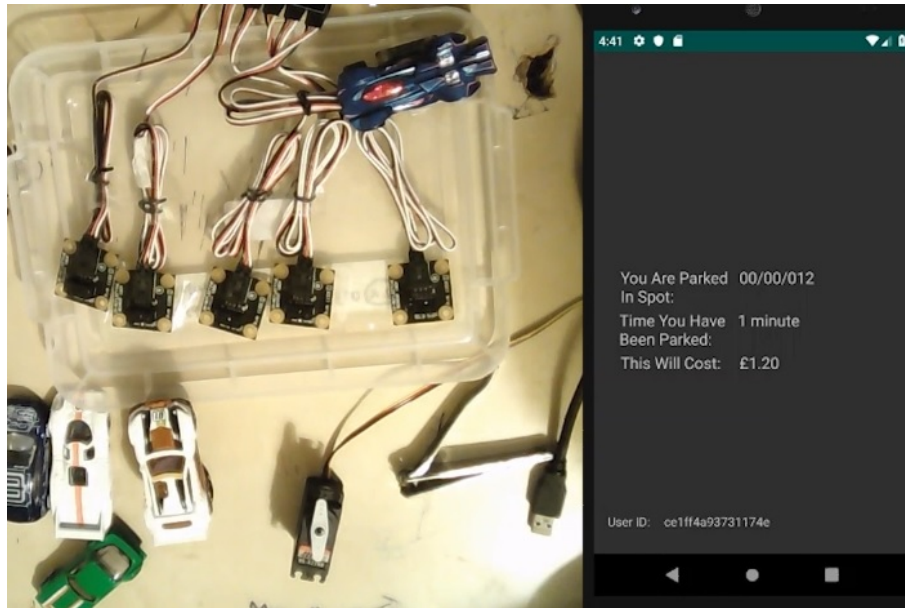 4:41
You Are Parked 00/00/012
In Spot:
Time You Have 1 minute
Been Parked:
This Will Cost: £1.20
User ID: ce1ff4a93731174e